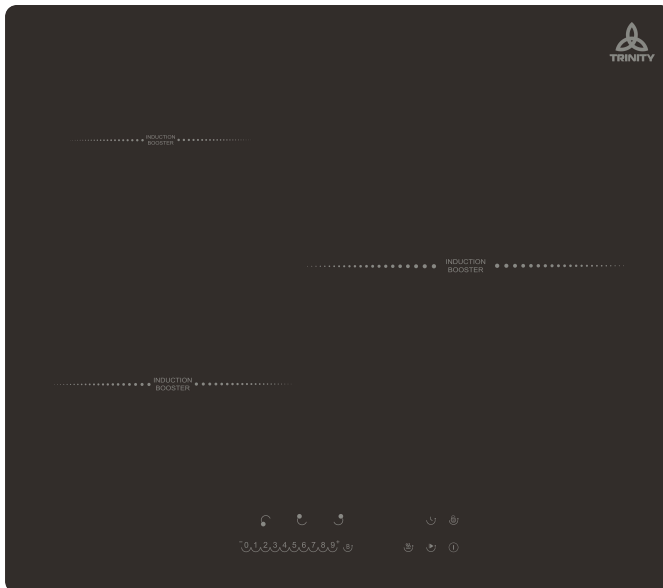 TRINITY
INDUCTION
BOOSTER
INDUCTION
BOOSTER
INDUCTION
BOOSTER
- 0 1 2 3 4 5 6 7 8 9 +